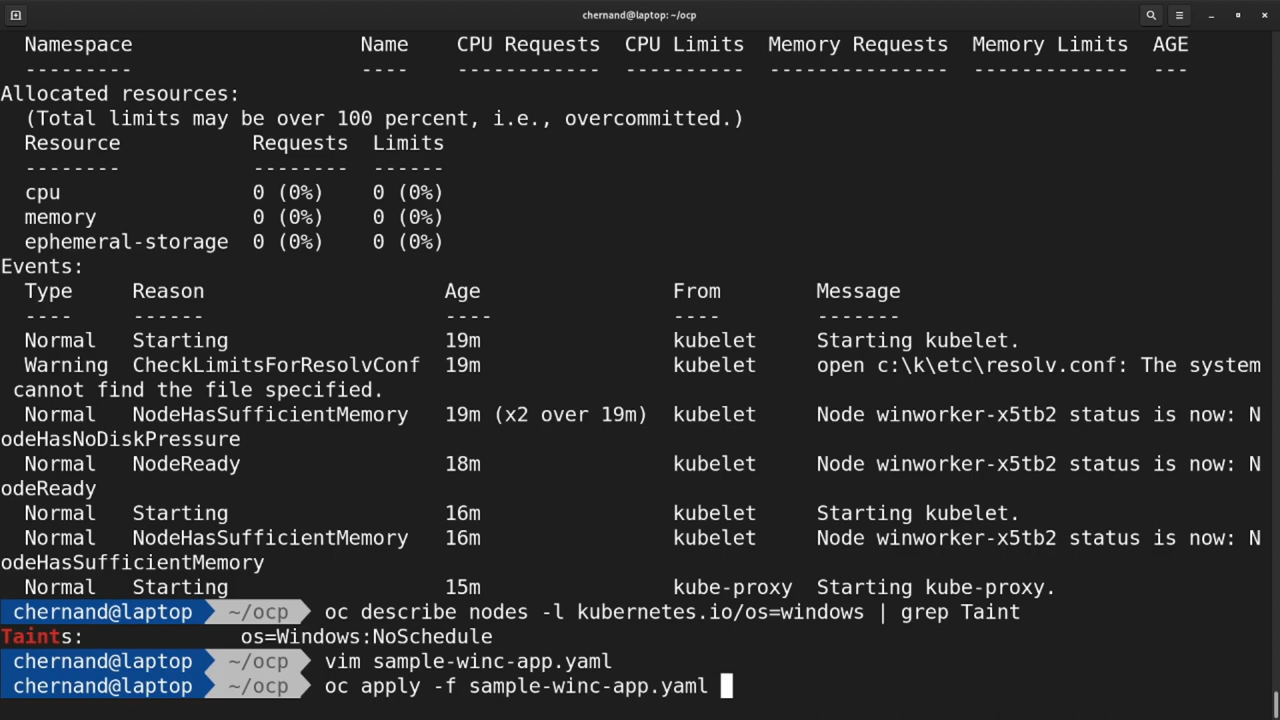 chernand@laptop: ~/ocp
Namespace Name CPU Requests CPU Limits Memory Requests Memory Limits AGE
--------- ---- ------------ ---------- --------------- ------------- ---
Allocated resources:
(Total limits may be over 100 percent, i.e., overcommitted.)
Resource Requests Limits
-------- -------- ------
cpu 0 (0%) 0 (0%)
memory 0 (0%) 0 (0%)
ephemeral-storage 0 (0%) 0 (0%)
Events:
Type Reason Age From Message
---- ------ ---- ---- -------
Normal Starting 19m kubelet Starting kubelet.
Warning CheckLimitsForResolvConf 19m kubelet open c:\k\etc\resolv.conf: The system
cannot find the file specified.
Normal NodeHasSufficientMemory 19m (x2 over 19m) kubelet Node winworker-x5tb2 status is now: N
odeHasNoDiskPressure
Normal NodeReady 18m kubelet Node winworker-x5tb2 status is now: N
odeReady
Normal Starting 16m kubelet Starting kubelet.
Normal NodeHasSufficientMemory 16m kubelet Node winworker-x5tb2 status is now: N
odeHasSufficientMemory
Normal Starting 15m kube-proxy Starting kube-proxy.
chernand@laptop ~/ocp oc describe nodes -l kubernetes.io/os=windows | grep Taint
Taints: os=Windows:NoSchedule
chernand@laptop ~/ocp vim sample-winc-app.yaml
chernand@laptop ~/ocp oc apply -f sample-winc-app.yaml